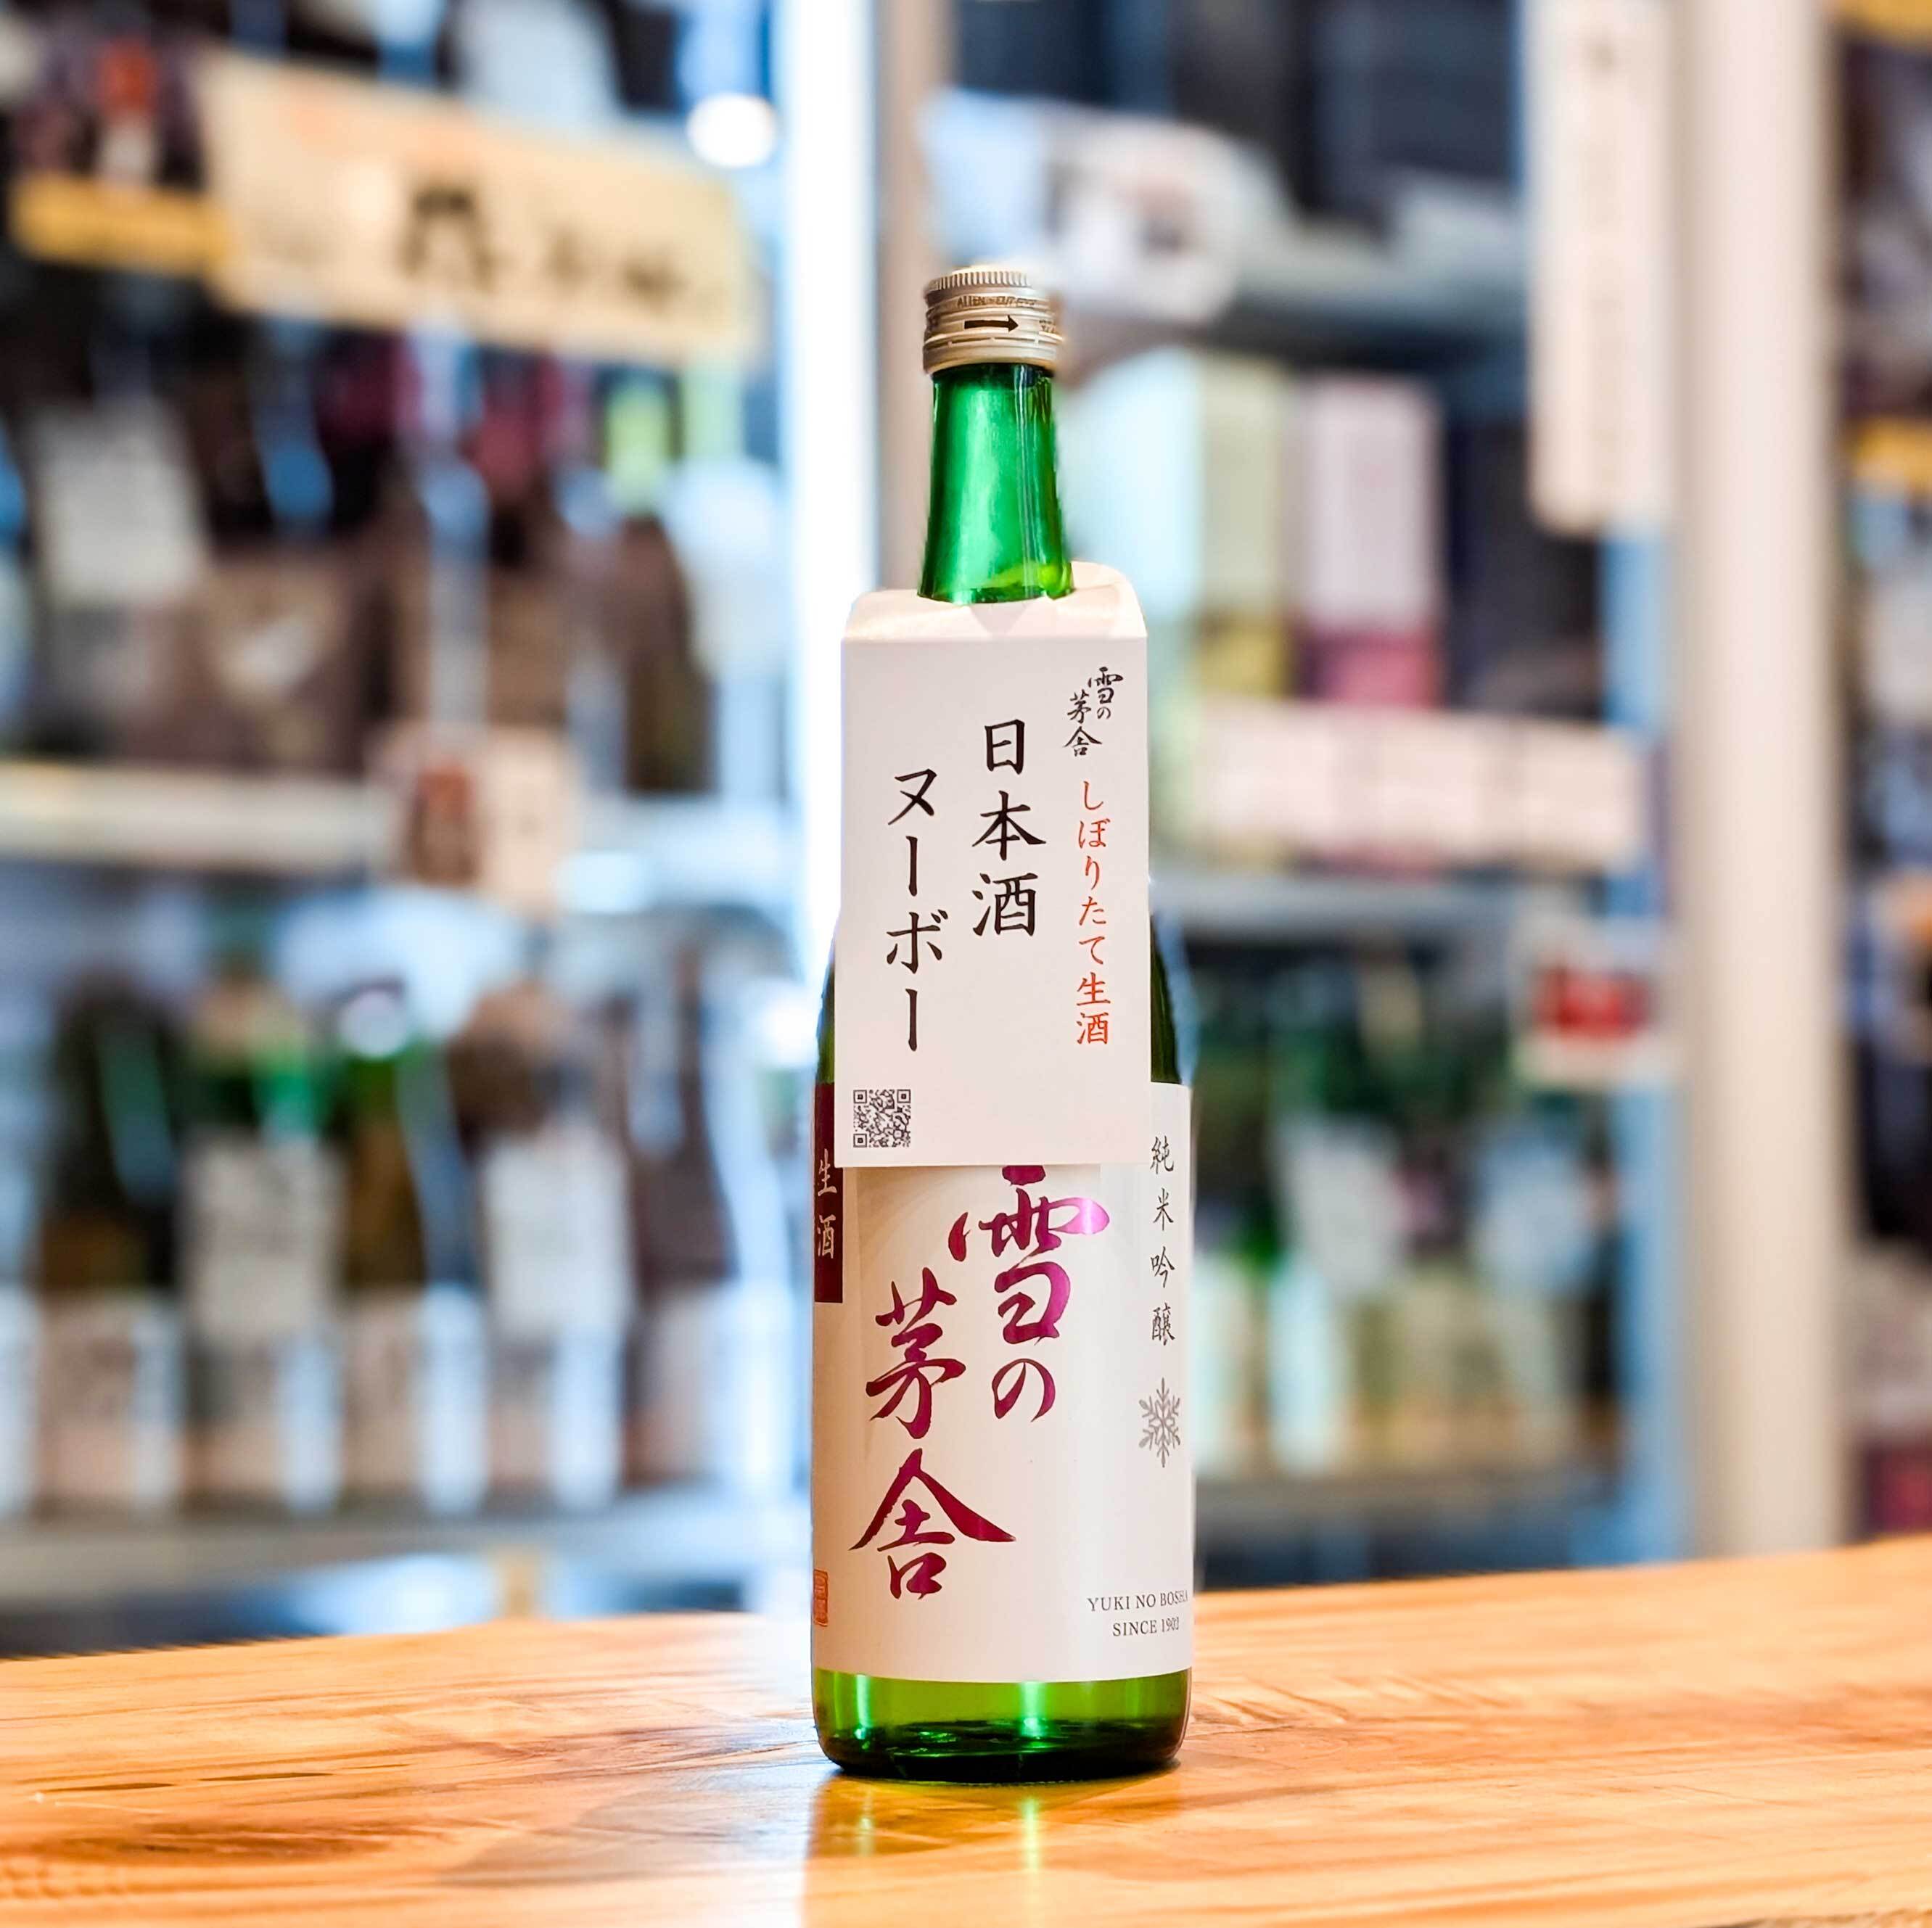 雪の
茅舎
しぼりたて生酒
日本酒
ヌーボー
純米吟醸
雪の
茅舎
生酒
YUKI NO BOSHA
SINCE 1902